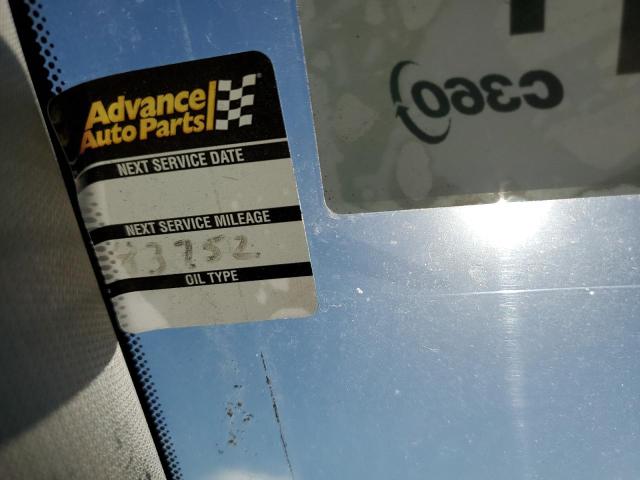 Advance
Auto Parts
NEXT SERVICE DATE
NEXT SERVICE MILEAGE
OIL TYPE
C360